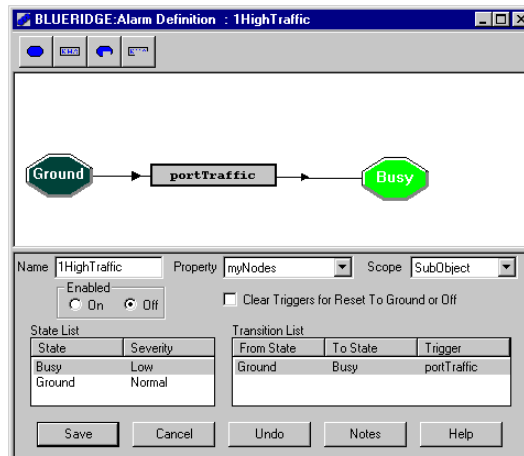 BLUERIDGE:Alarm Definition : 1HighTraffic
Ground portTraffic Busy
Name 1HighTraffic Property myNodes Scope SubObject
Enabled
On Off Clear Triggers for Reset To Ground or Off
State List Transition List
State Severity From State To State Trigger
Busy Low Ground Busy portTraffic
Ground Normal
Save Cancel Undo Notes Help